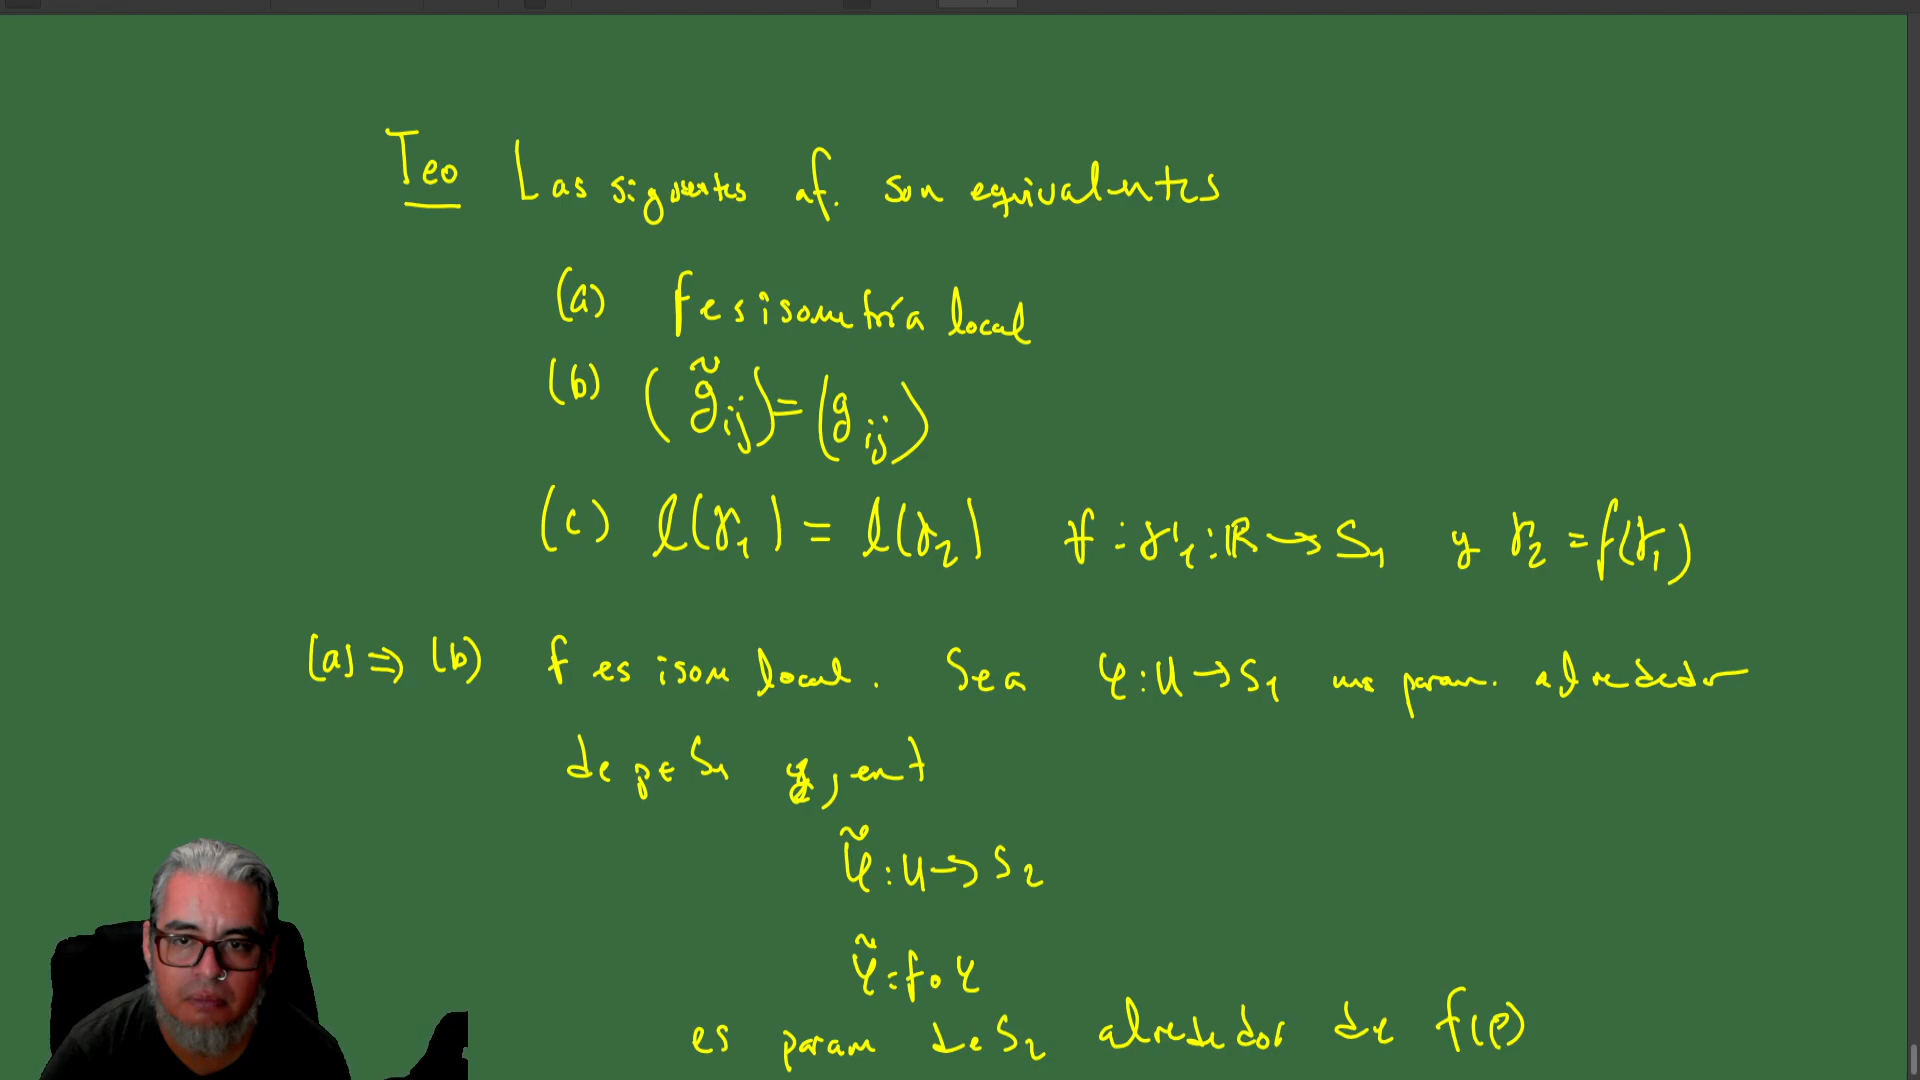 Teo Las siguientes af. son equivalentes
(a) f es isometría local
(b) (g̃ij) = (gij)
(c) l(γ1) = l(γ2) ∀ : γ1 : ℝ → S1 y γ2 = f(γ1)
(a) ⇒ (b) f es isom local. Sea φ : U → S1 una param. alrededor
de p ∈ S1 , ent
φ̃ : U → S2
φ̃ = f ∘ φ
es param de S2 alrededor de f(p)